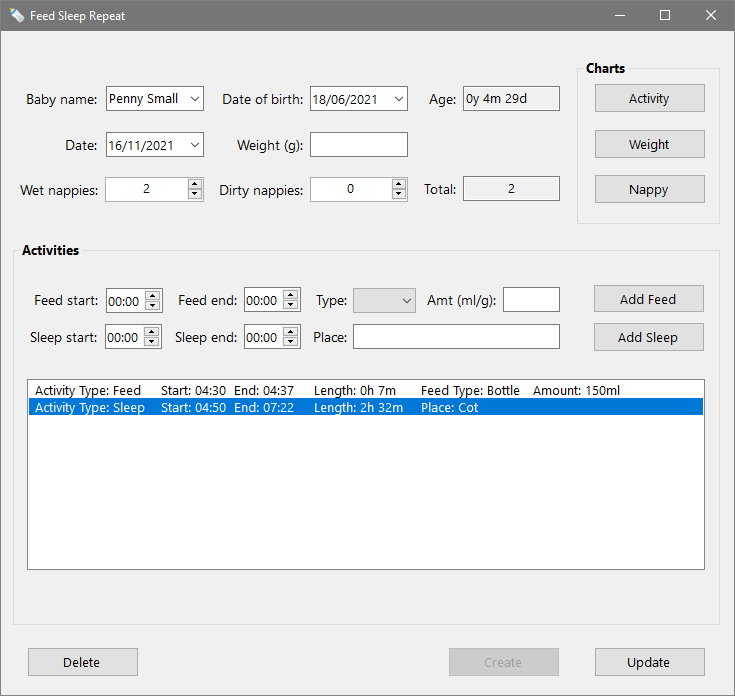 Feed Sleep Repeat
Charts
Baby name: Penny Small Date of birth: 18/06/2021 Age: 0y 4m 29d Activity
Date: 16/11/2021 Weight (g): Weight
Wet nappies: 2 Dirty nappies: 0 Total: 2 Nappy
Activities
Feed start: 00:00 Feed end: 00:00 Type: Amt (ml/g): Add Feed
Sleep start: 00:00 Sleep end: 00:00 Place: Add Sleep
Activity Type: Feed Start: 04:30 End: 04:37 Length: 0h 7m Feed Type: Bottle Amount: 150ml
Activity Type: Sleep Start: 04:50 End: 07:22 Length: 2h 32m Place: Cot
Delete Create Update